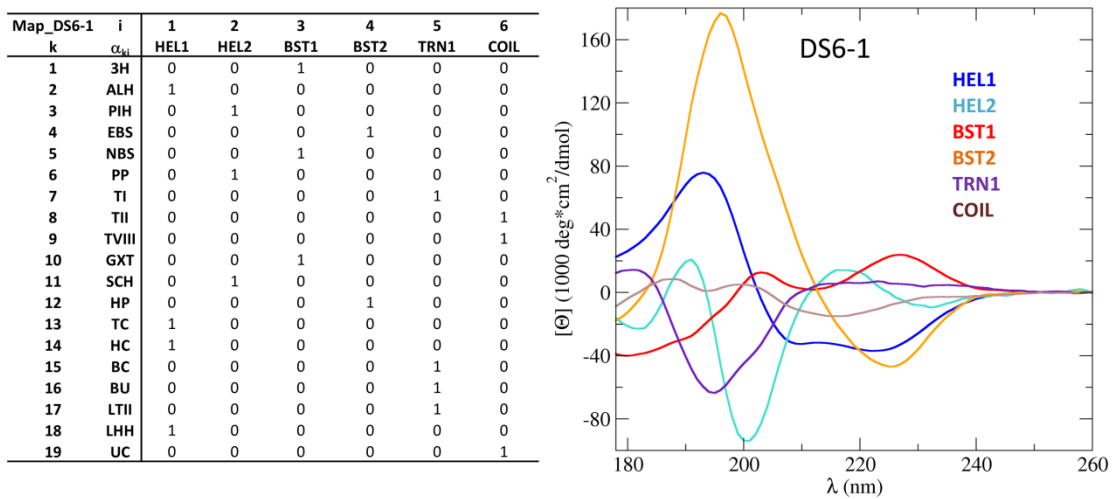 Map_DS6-1 i 1 2 3 4 5 6
k αki HEL1 HEL2 BST1 BST2 TRN1 COIL
1 3H 0 0 1 0 0 0
2 ALH 1 0 0 0 0 0
3 PIH 0 1 0 0 0 0
4 EBS 0 0 0 1 0 0
5 NBS 0 0 1 0 0 0
6 PP 0 1 0 0 0 0
7 TI 0 0 0 0 1 0
8 TII 0 0 0 0 0 1
9 TVIII 0 0 0 0 0 1
10 GXT 0 0 1 0 0 0
11 SCH 0 1 0 0 0 0
12 HP 0 0 0 1 0 0
13 TC 1 0 0 0 0 0
14 HC 1 0 0 0 0 0
15 BC 0 0 0 0 1 0
16 BU 0 0 0 0 1 0
17 LTII 0 0 0 0 1 0
18 LHH 1 0 0 0 0 0
19 UC 0 0 0 0 0 1
DS6-1
HEL1
HEL2
BST1
BST2
TRN1
COIL
[Θ] (1000 deg*cm²/dmol)
160
120
80
40
0
-40
-80
180 200 220 240 260
λ (nm)